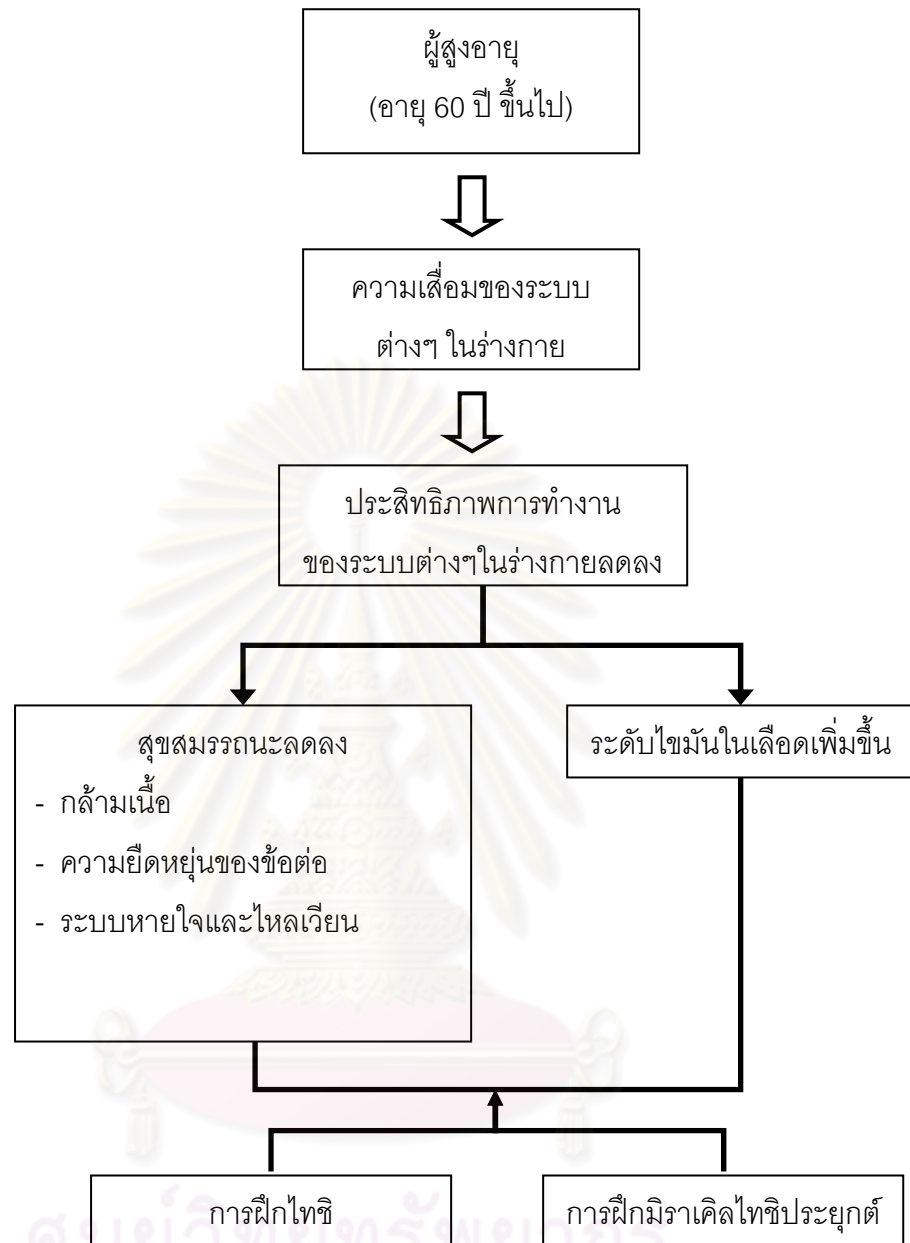 ผู้สูงอายุ
(อายุ 60 ปี ขึ้นไป)
ความเสื่อมของระบบ
ต่างๆ ในร่างกาย
ประสิทธิภาพการทำงาน
ของระบบต่างๆในร่างกายลดลง
สุขสมรรถนะลดลง
- กล้ามเนื้อ
- ความยืดหยุ่นของข้อต่อ
- ระบบหายใจและไหลเวียน
ระดับไขมันในเลือดเพิ่มขึ้น
การฝึกไทชิ
การฝึกมิราเคิลไทชิประยุกต์